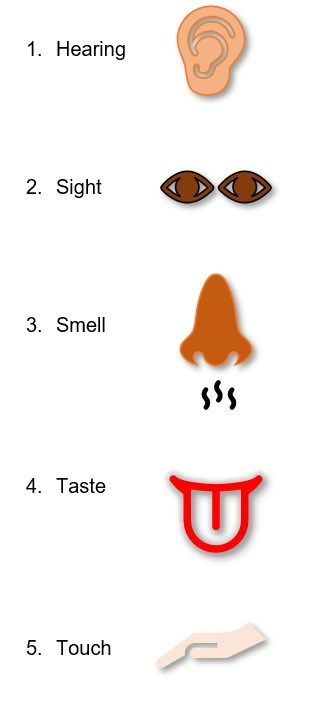 1. Hearing
2. Sight
3. Smell
4. Taste
5. Touch